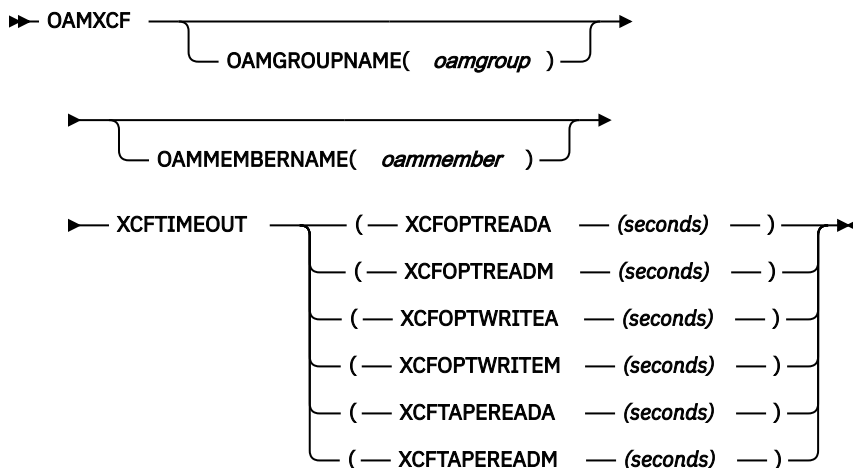 OAMXCF
OAMGROUPNAME( oamgroup )
OAMMEMBERNAME( oammember )
XCFTIMEOUT ( XCFOPTREADA (seconds) )
( XCFOPTREADM (seconds) )
( XCFOPTWRITEA (seconds) )
( XCFOPTWRITEM (seconds) )
( XCFTAPEREADA (seconds) )
( XCFTAPEREADM (seconds) )